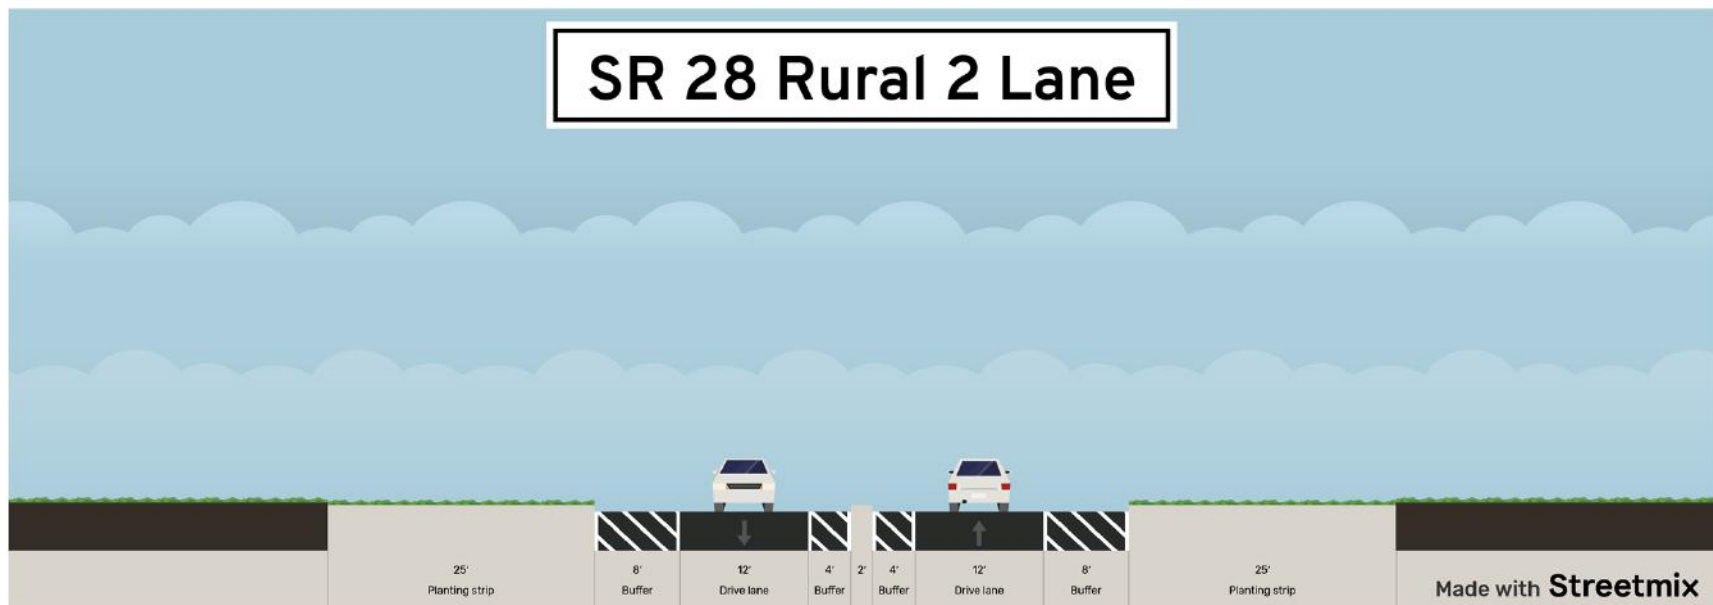 SR 28 Rural 2 Lane
25' 8' 12' 4' 2' 4' 12' 8' 25'
Planting strip Buffer Drive lane Buffer Buffer Drive lane Buffer Planting strip
Made with Streetmix